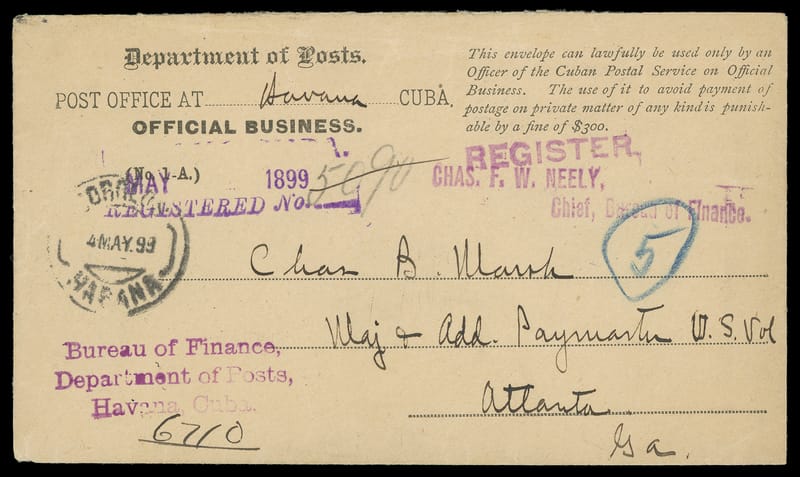 Department of Posts.
POST OFFICE AT Havana CUBA.
OFFICIAL BUSINESS.
(No. 1-A.)
This envelope can lawfully be used only by an
Officer of the Cuban Postal Service on Official
Business. The use of it to avoid payment of
postage on private matter of any kind is punish-
able by a fine of $300.
MAY 1899
REGISTERED No.
5090
REGISTER,
CHAS. F. W. NEELY,
Chief, Bureau of Finance.
4 MAY. 99
HABANA
5
Chas B. Marsh
Maj & Add. Paymaster U.S. Vol
Atlanta
Ga.
Bureau of Finance,
Department of Posts,
Havana, Cuba.
6710